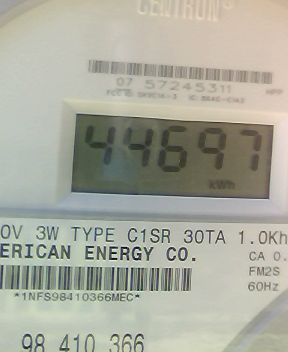 CENTRON®
07 57245311
44697
kWh
0V 3W TYPE C1SR 30TA 1.0Kh
ERICAN ENERGY CO.
CA 0.
FM2S
60Hz
*1NFS98410366MEC*
98 410 366